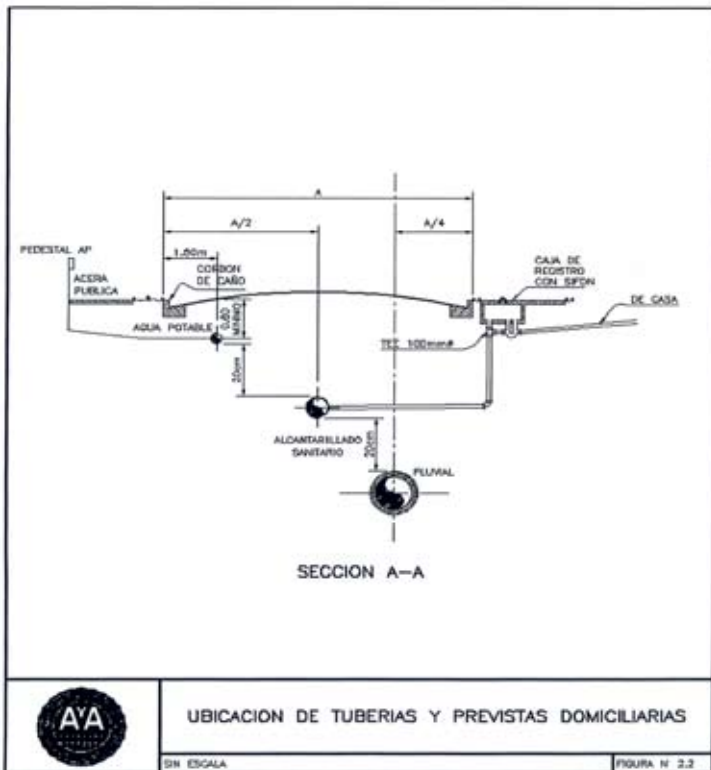 A
A/2
A/4
1.60m
PEDESTAL AP
ACERA
PUBLICA
CORDON
DE CAÑO
CAJA DE
REGISTRO
CON SIFON
DE CASA
AGUA POTABLE
0.60
MINIMO
TEE 100mmø
20cm
ALCANTARILLADO
SANITARIO
20cm
PLUVIAL
SECCION A-A
AYA
UBICACION DE TUBERIAS Y PREVISTAS DOMICILIARIAS
SIN ESCALA
FIGURA Nº 2.2